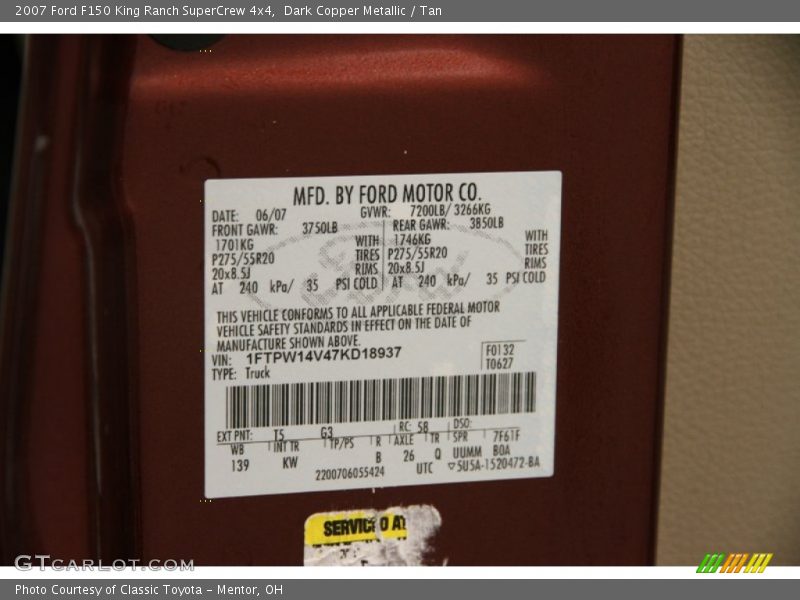 2007 Ford F150 King Ranch SuperCrew 4x4, Dark Copper Metallic / Tan
MFD. BY FORD MOTOR CO.
DATE: 06/07 GVWR: 7200LB/ 3266KG
FRONT GAWR: 3750LB REAR GAWR: 3850LB
1701KG WITH 1746KG WITH
P275/55R20 TIRES P275/55R20 TIRES
20x8.5J RIMS 20x8.5J RIMS
AT 240 kPa/ 35 PSI COLD AT 240 kPa/ 35 PSI COLD
THIS VEHICLE CONFORMS TO ALL APPLICABLE FEDERAL MOTOR
VEHICLE SAFETY STANDARDS IN EFFECT ON THE DATE OF
MANUFACTURE SHOWN ABOVE.
VIN: 1FTPW14V47KD18937 F0132
TYPE: Truck T0627
EXT PNT: T5 G3 RC: 58 DSO:
WB INT TR TP/PS R AXLE TR SPR 7F61F
139 KW B 26 Q UUMM BOA
2200706055424 UTC ▽5U5A-1520472-BA
SERVICE
GTCarLot.com
Photo Courtesy of Classic Toyota - Mentor, OH